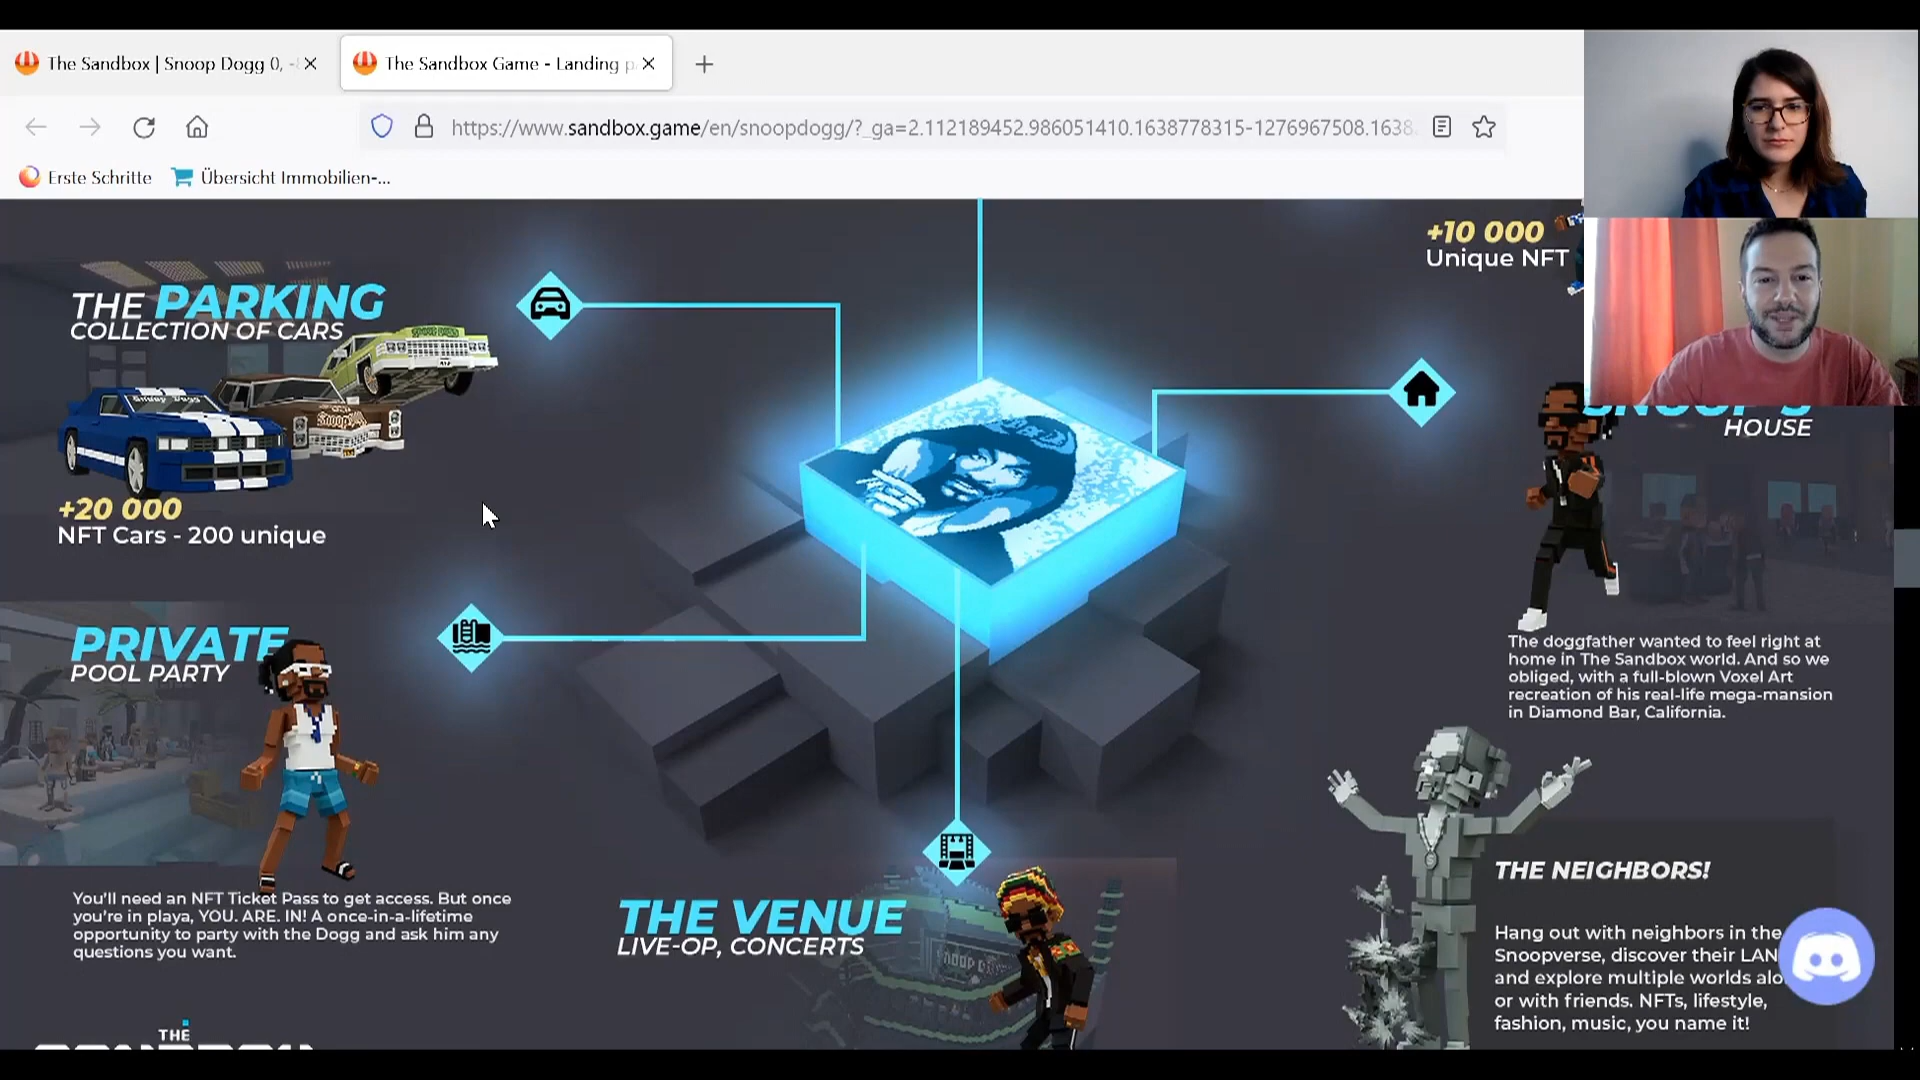 The Sandbox | Snoop Dogg 0, -
The Sandbox Game - Landing p
https://www.sandbox.game/en/snoopdogg/?_ga=2.112189452.986051410.1638778315-1276967508.1638
Erste Schritte
Übersicht Immobilien-...
+10 000
Unique NFT
THE PARKING
COLLECTION OF CARS
+20 000
NFT Cars - 200 unique
SNOOP'S
HOUSE
The doggfather wanted to feel right at
home in The Sandbox world. And so we
obliged, with a full-blown Voxel Art
recreation of his real-life mega-mansion
in Diamond Bar, California.
PRIVATE
POOL PARTY
You'll need an NFT Ticket Pass to get access. But once
you're in playa, YOU. ARE. IN! A once-in-a-lifetime
opportunity to party with the Dogg and ask him any
questions you want.
THE VENUE
LIVE-OP, CONCERTS
THE NEIGHBORS!
Hang out with neighbors in the
Snoopverse, discover their LAN
and explore multiple worlds alo
or with friends. NFTs, lifestyle,
fashion, music, you name it!
THE